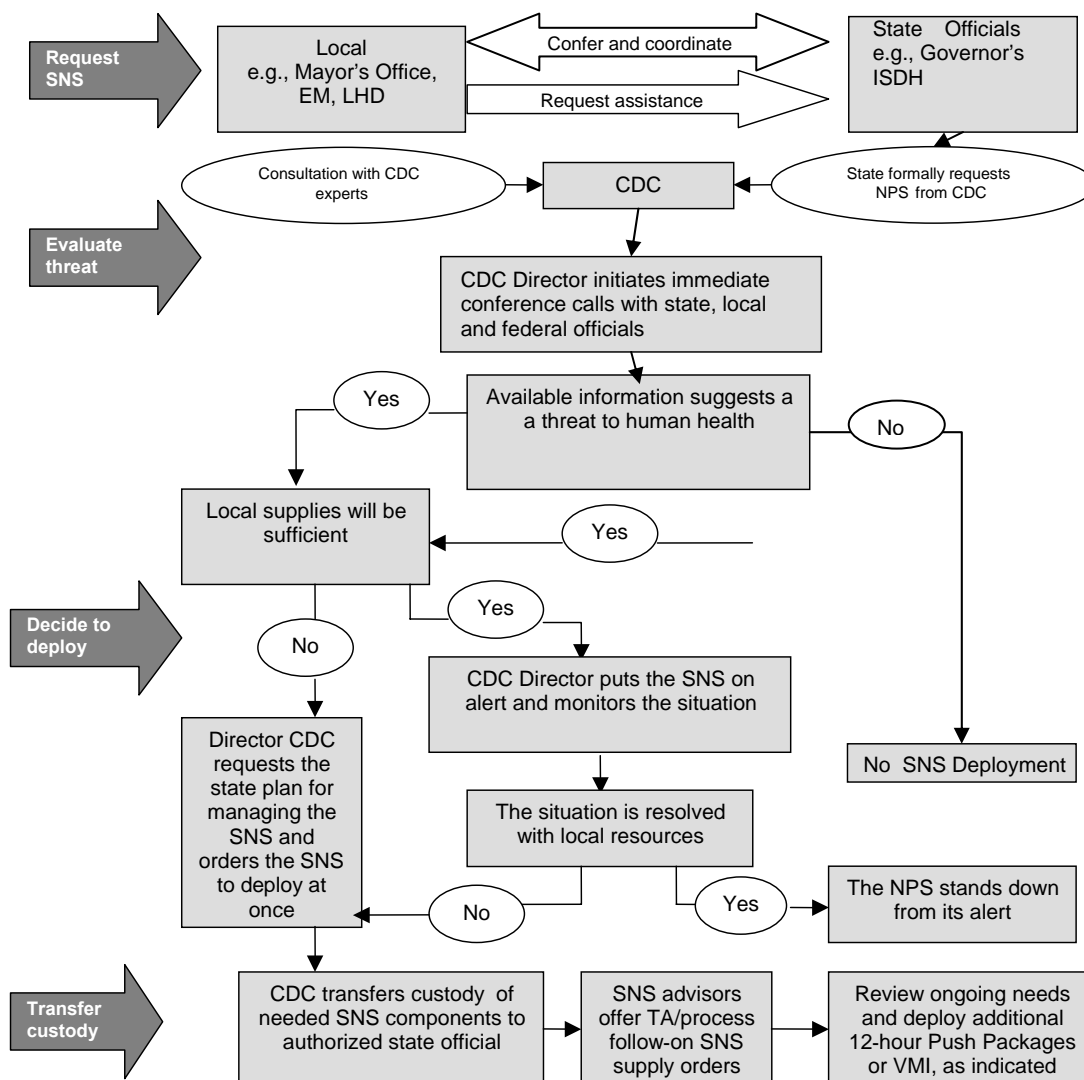 Request
SNS
Local
e.g., Mayor's Office,
EM, LHD
Confer and coordinate
Request assistance
State Officials
e.g., Governor's
ISDH
Consultation with CDC
experts
CDC
State formally requests
NPS from CDC
Evaluate
threat
CDC Director initiates immediate
conference calls with state, local
and federal officials
Yes
Available information suggests a
a threat to human health
No
Local supplies will be
sufficient
Yes
Decide to
deploy
Yes
No
CDC Director puts the SNS on
alert and monitors the situation
Director CDC
requests the
state plan for
managing the
SNS and
orders the SNS
to deploy at
once
No SNS Deployment
The situation is resolved
with local resources
No
Yes
The NPS stands down
from its alert
Transfer
custody
CDC transfers custody of
needed SNS components to
authorized state official
SNS advisors
offer TA/process
follow-on SNS
supply orders
Review ongoing needs
and deploy additional
12-hour Push Packages
or VMI, as indicated